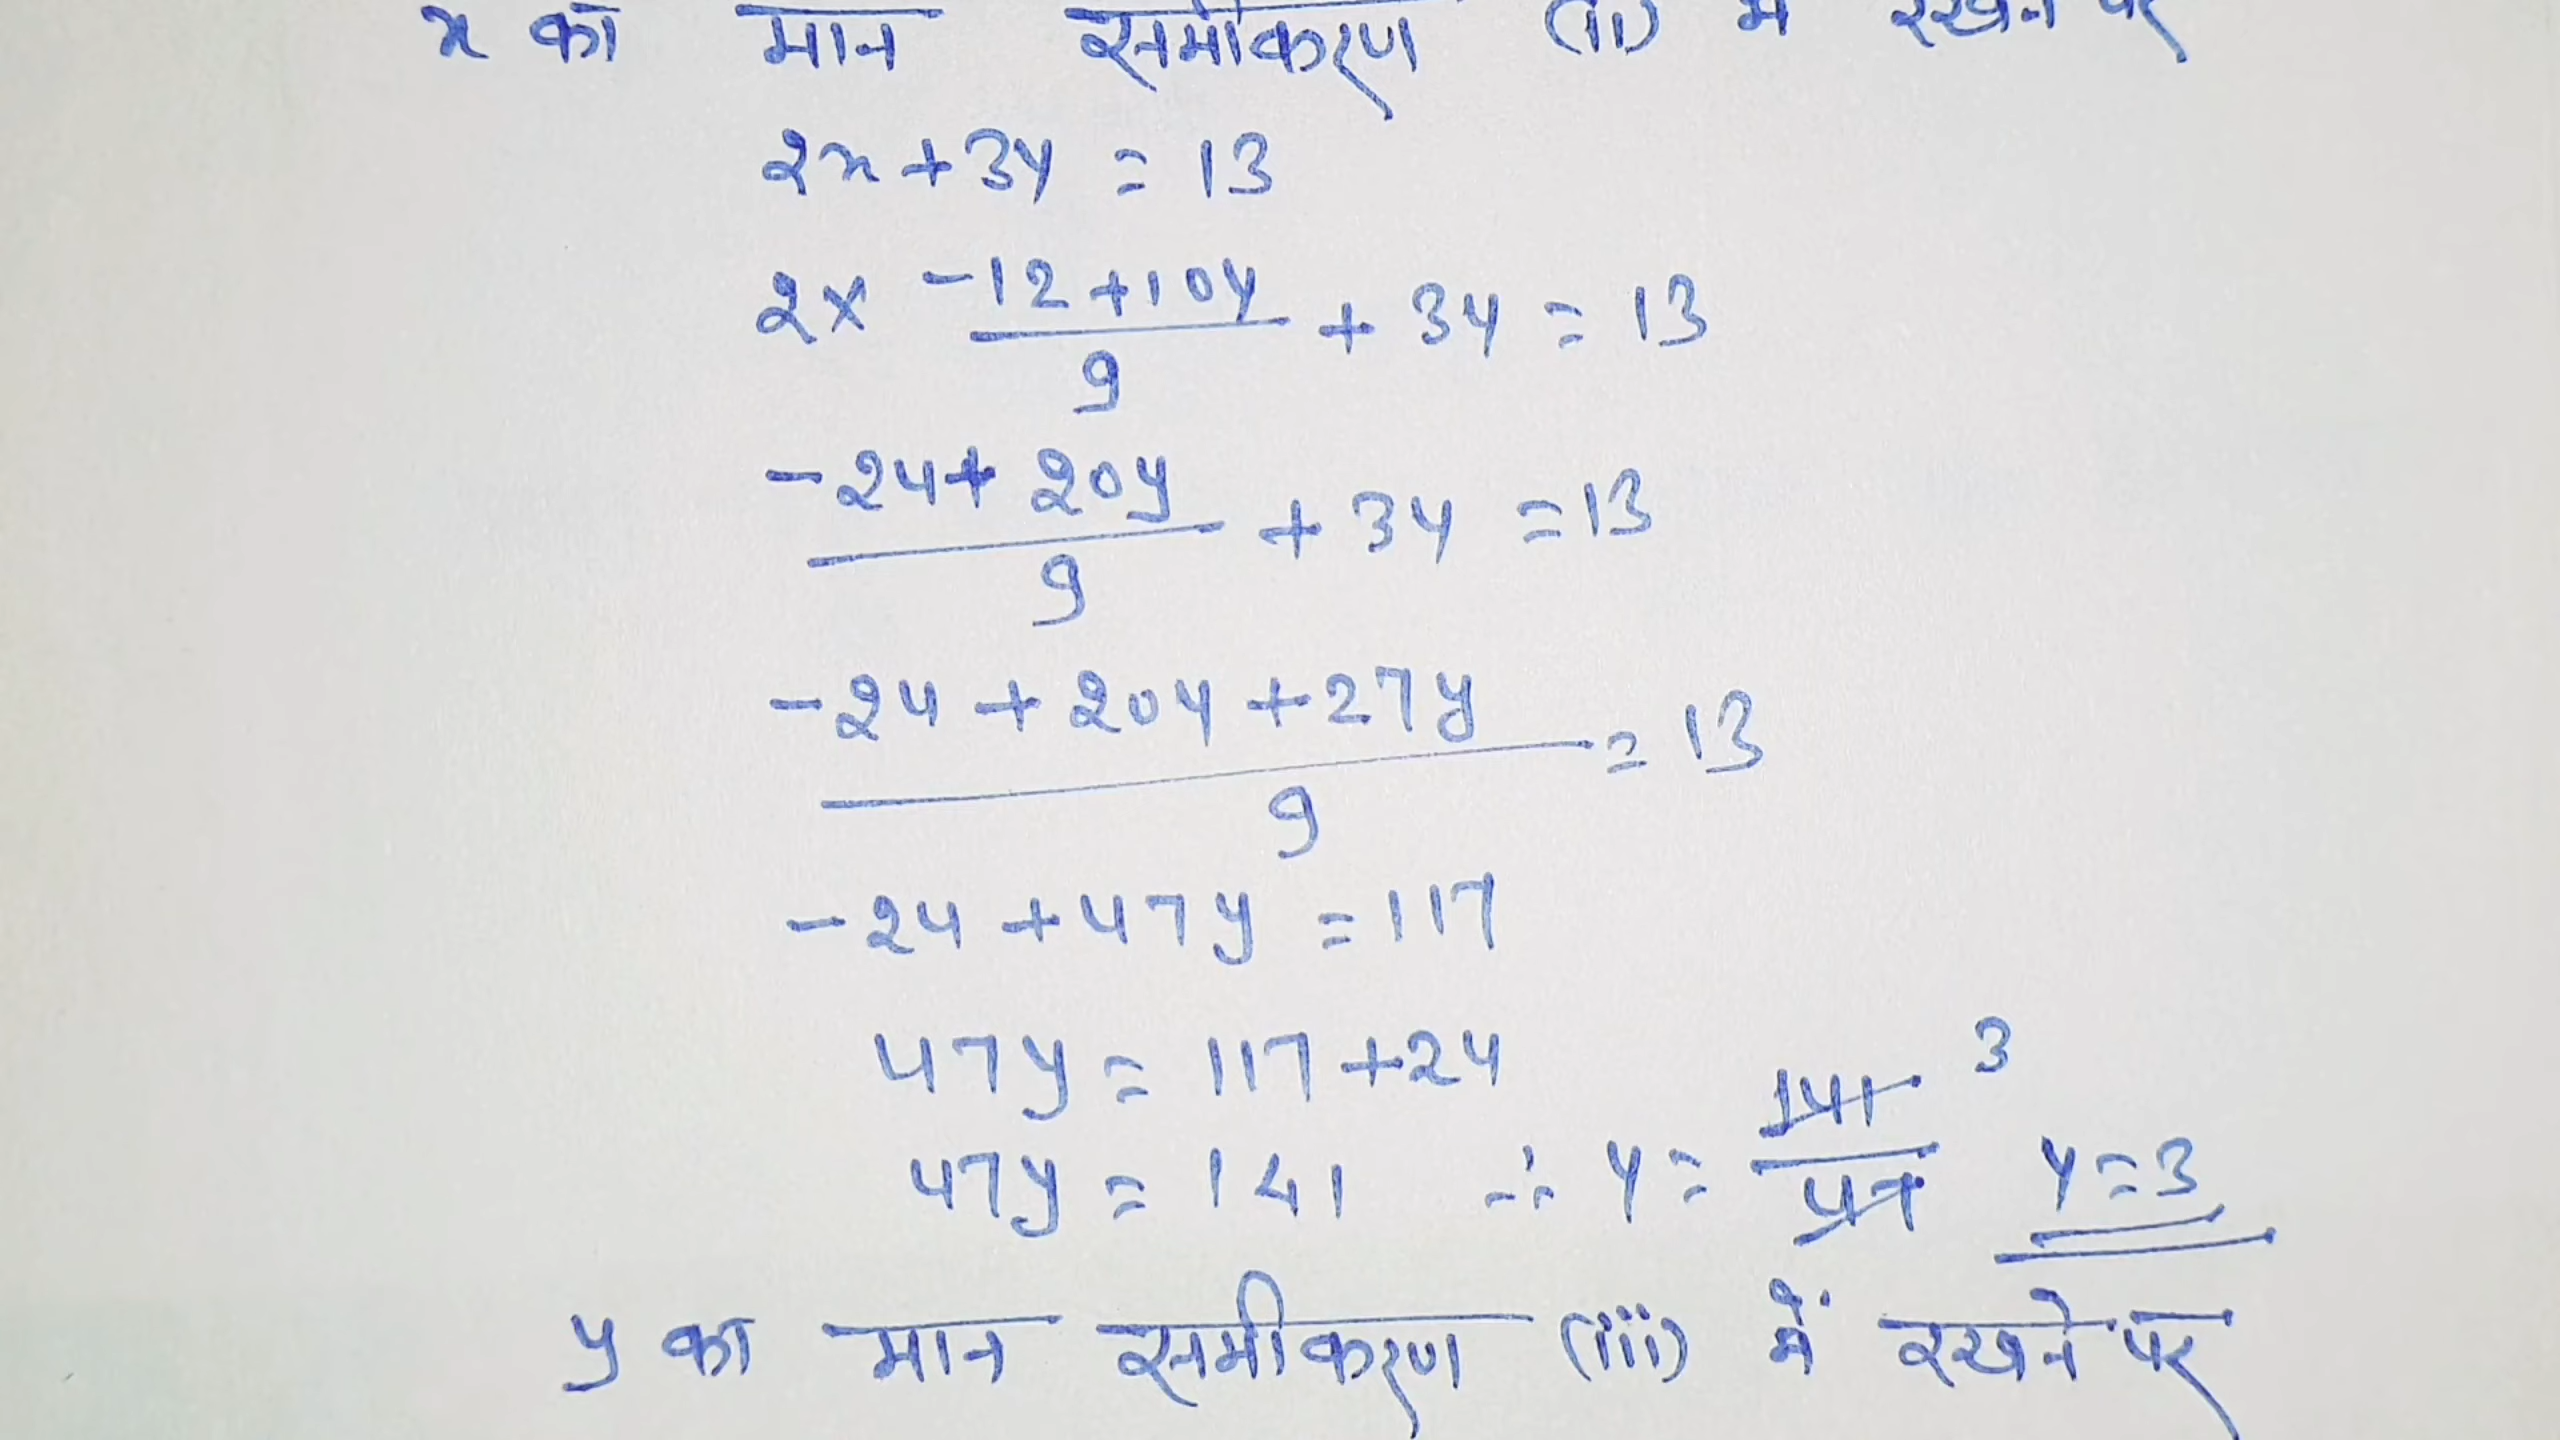 x का मान समीकरण (ii) में रखने पर
2x + 3y = 13
2 × (-12 + 10y)/9 + 3y = 13
(-24 + 20y)/9 + 3y = 13
(-24 + 20y + 27y)/9 = 13
-24 + 47y = 117
47y = 117 + 24
47y = 141 ∴ y = 141/47 3 y = 3
y का मान समीकरण (iii) में रखने पर